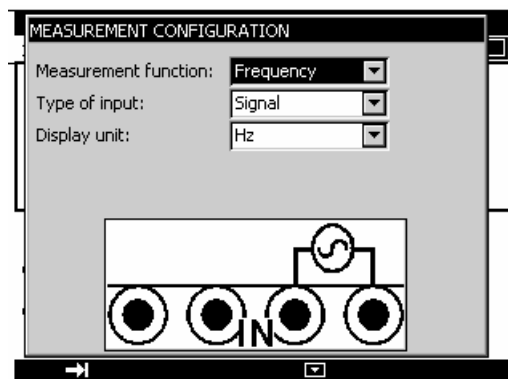 MEASUREMENT CONFIGURATION
Measurement function: Frequency
Type of input: Signal
Display unit: Hz
IN